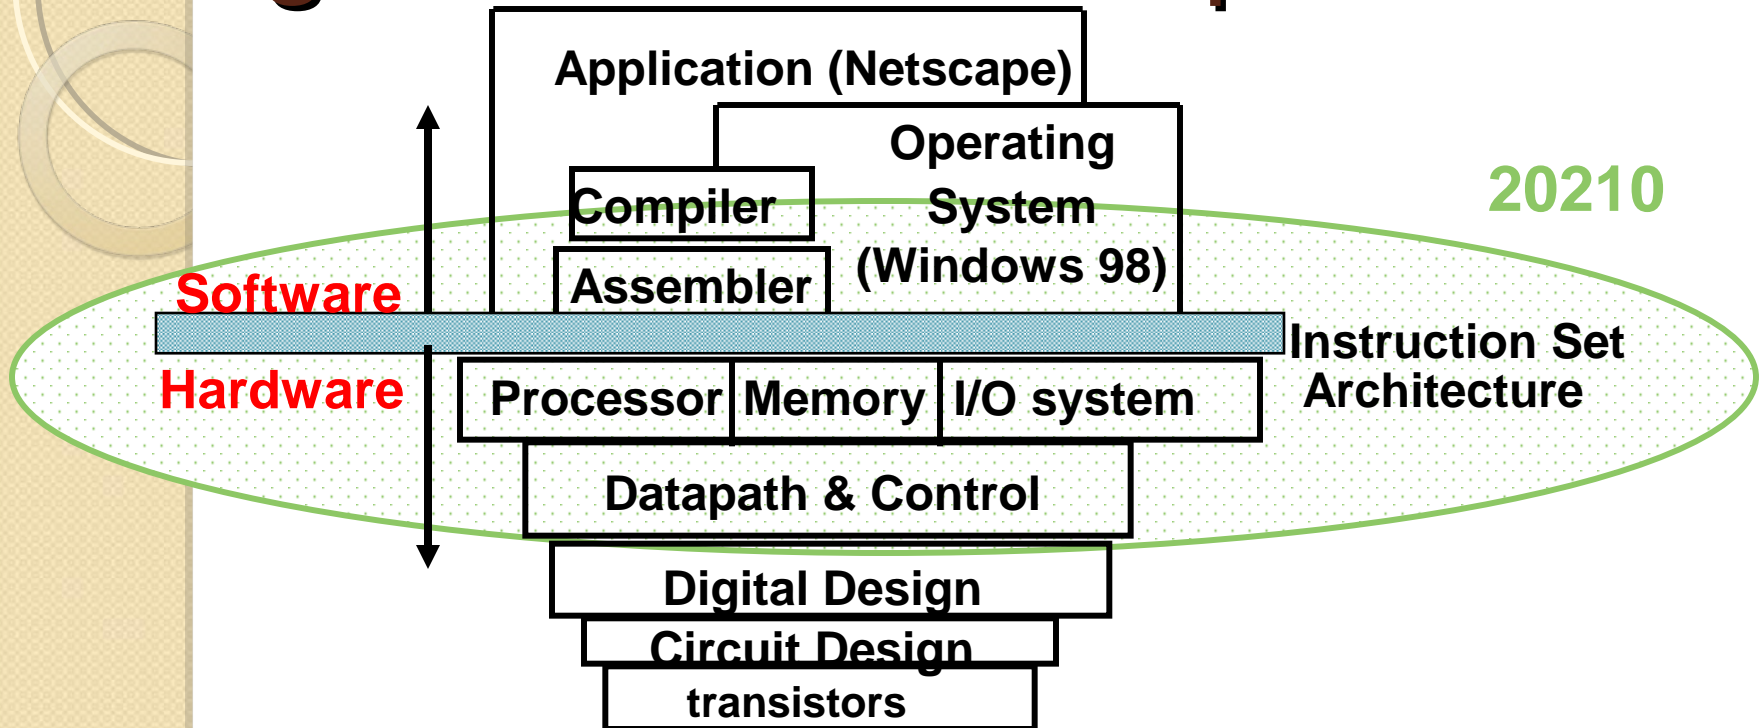 Application (Netscape)
Operating
System
(Windows 98)
Compiler
Assembler
20210
Software
Instruction Set
Architecture
Hardware
Processor Memory I/O system
Datapath & Control
Digital Design
Circuit Design
transistors